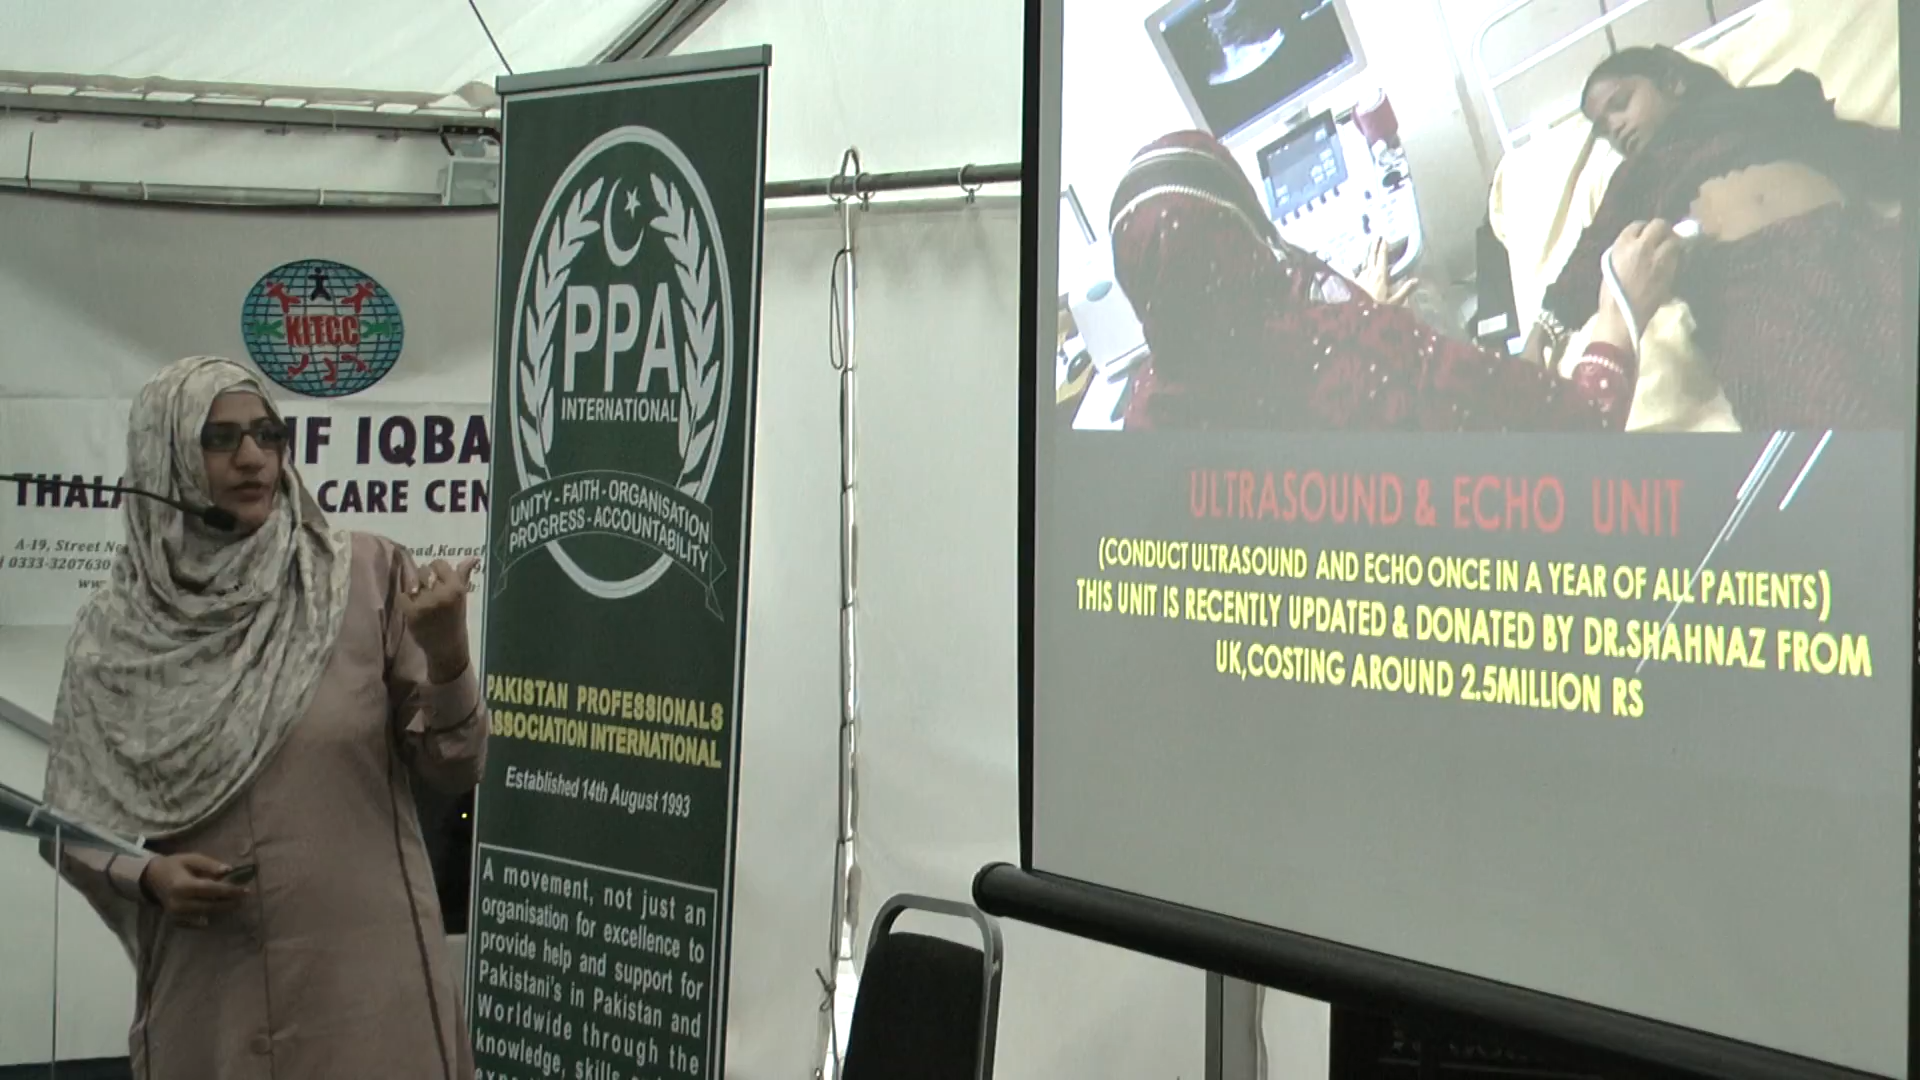 KITCC
IF IQBA
THALA CARE CEN
A-19, Street No
oad,Karach
0333-3207630
www
PPA
INTERNATIONAL
UNITY - FAITH - ORGANISATION
PROGRESS - ACCOUNTABILITY
PAKISTAN PROFESSIONALS
ASSOCIATION INTERNATIONAL
Established 14th August 1993
A movement, not just an
organisation for excellence to
provide help and support for
Pakistani's in Pakistan and
Worldwide through the
knowledge, skills
ULTRASOUND & ECHO UNIT
(CONDUCT ULTRASOUND AND ECHO ONCE IN A YEAR OF ALL PATIENTS)
THIS UNIT IS RECENTLY UPDATED & DONATED BY DR.SHAHNAZ FROM
UK,COSTING AROUND 2.5MILLION RS